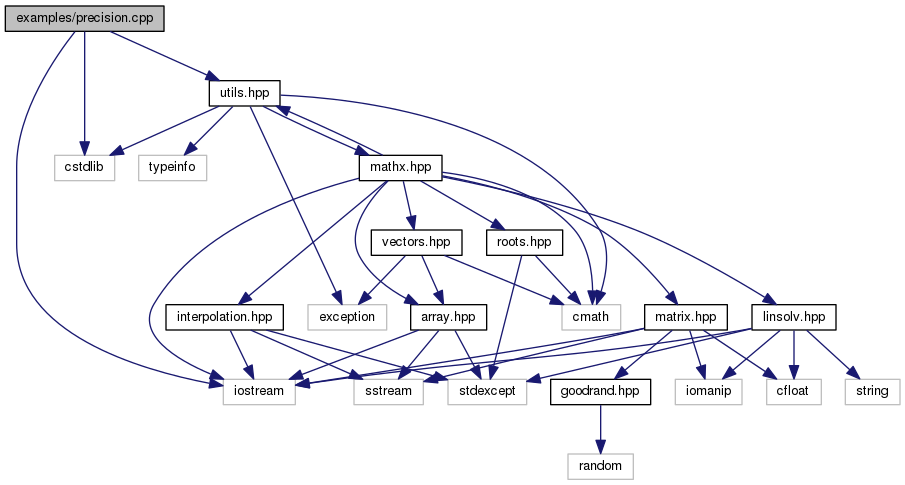 examples/precision.cpp
utils.hpp
cstdlib
typeinfo
mathx.hpp
vectors.hpp
roots.hpp
interpolation.hpp
exception
array.hpp
cmath
matrix.hpp
linsolv.hpp
iostream
sstream
stdexcept
goodrand.hpp
iomanip
cfloat
string
random